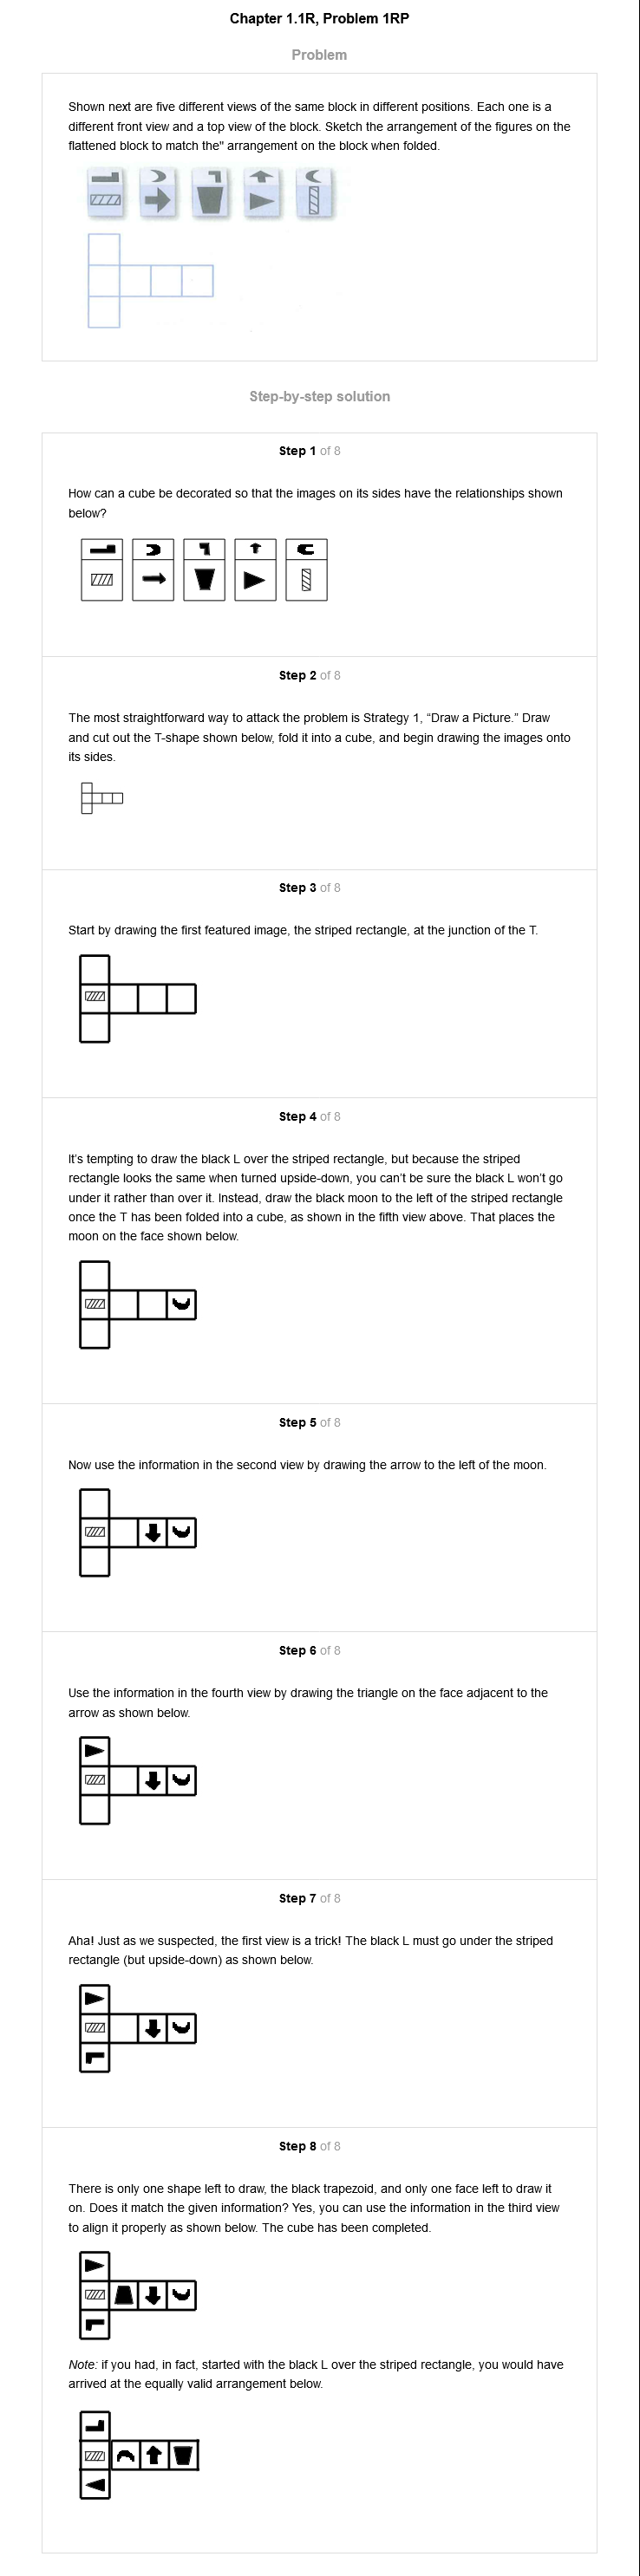 Chapter 1.1R, Problem 1RP
Problem
Shown next are five different views of the same block in different positions. Each one is a
different front view and a top view of the block. Sketch the arrangement of the figures on the
flattened block to match the" arrangement on the block when folded.
Step-by-step solution
Step 1 of 8
How can a cube be decorated so that the images on its sides have the relationships shown
below?
Step 2 of 8
The most straightforward way to attack the problem is Strategy 1, “Draw a Picture.” Draw
and cut out the T-shape shown below, fold it into a cube, and begin drawing the images onto
its sides.
Step 3 of 8
Start by drawing the first featured image, the striped rectangle, at the junction of the T.
Step 4 of 8
It’s tempting to draw the black L over the striped rectangle, but because the striped
rectangle looks the same when turned upside-down, you can’t be sure the black L won’t go
under it rather than over it. Instead, draw the black moon to the left of the striped rectangle
once the T has been folded into a cube, as shown in the fifth view above. That places the
moon on the face shown below.
Step 5 of 8
Now use the information in the second view by drawing the arrow to the left of the moon.
Step 6 of 8
Use the information in the fourth view by drawing the triangle on the face adjacent to the
arrow as shown below.
Step 7 of 8
Aha! Just as we suspected, the first view is a trick! The black L must go under the striped
rectangle (but upside-down) as shown below.
Step 8 of 8
There is only one shape left to draw, the black trapezoid, and only one face left to draw it
on. Does it match the given information? Yes, you can use the information in the third view
to align it properly as shown below. The cube has been completed.
Note: if you had, in fact, started with the black L over the striped rectangle, you would have
arrived at the equally valid arrangement below.